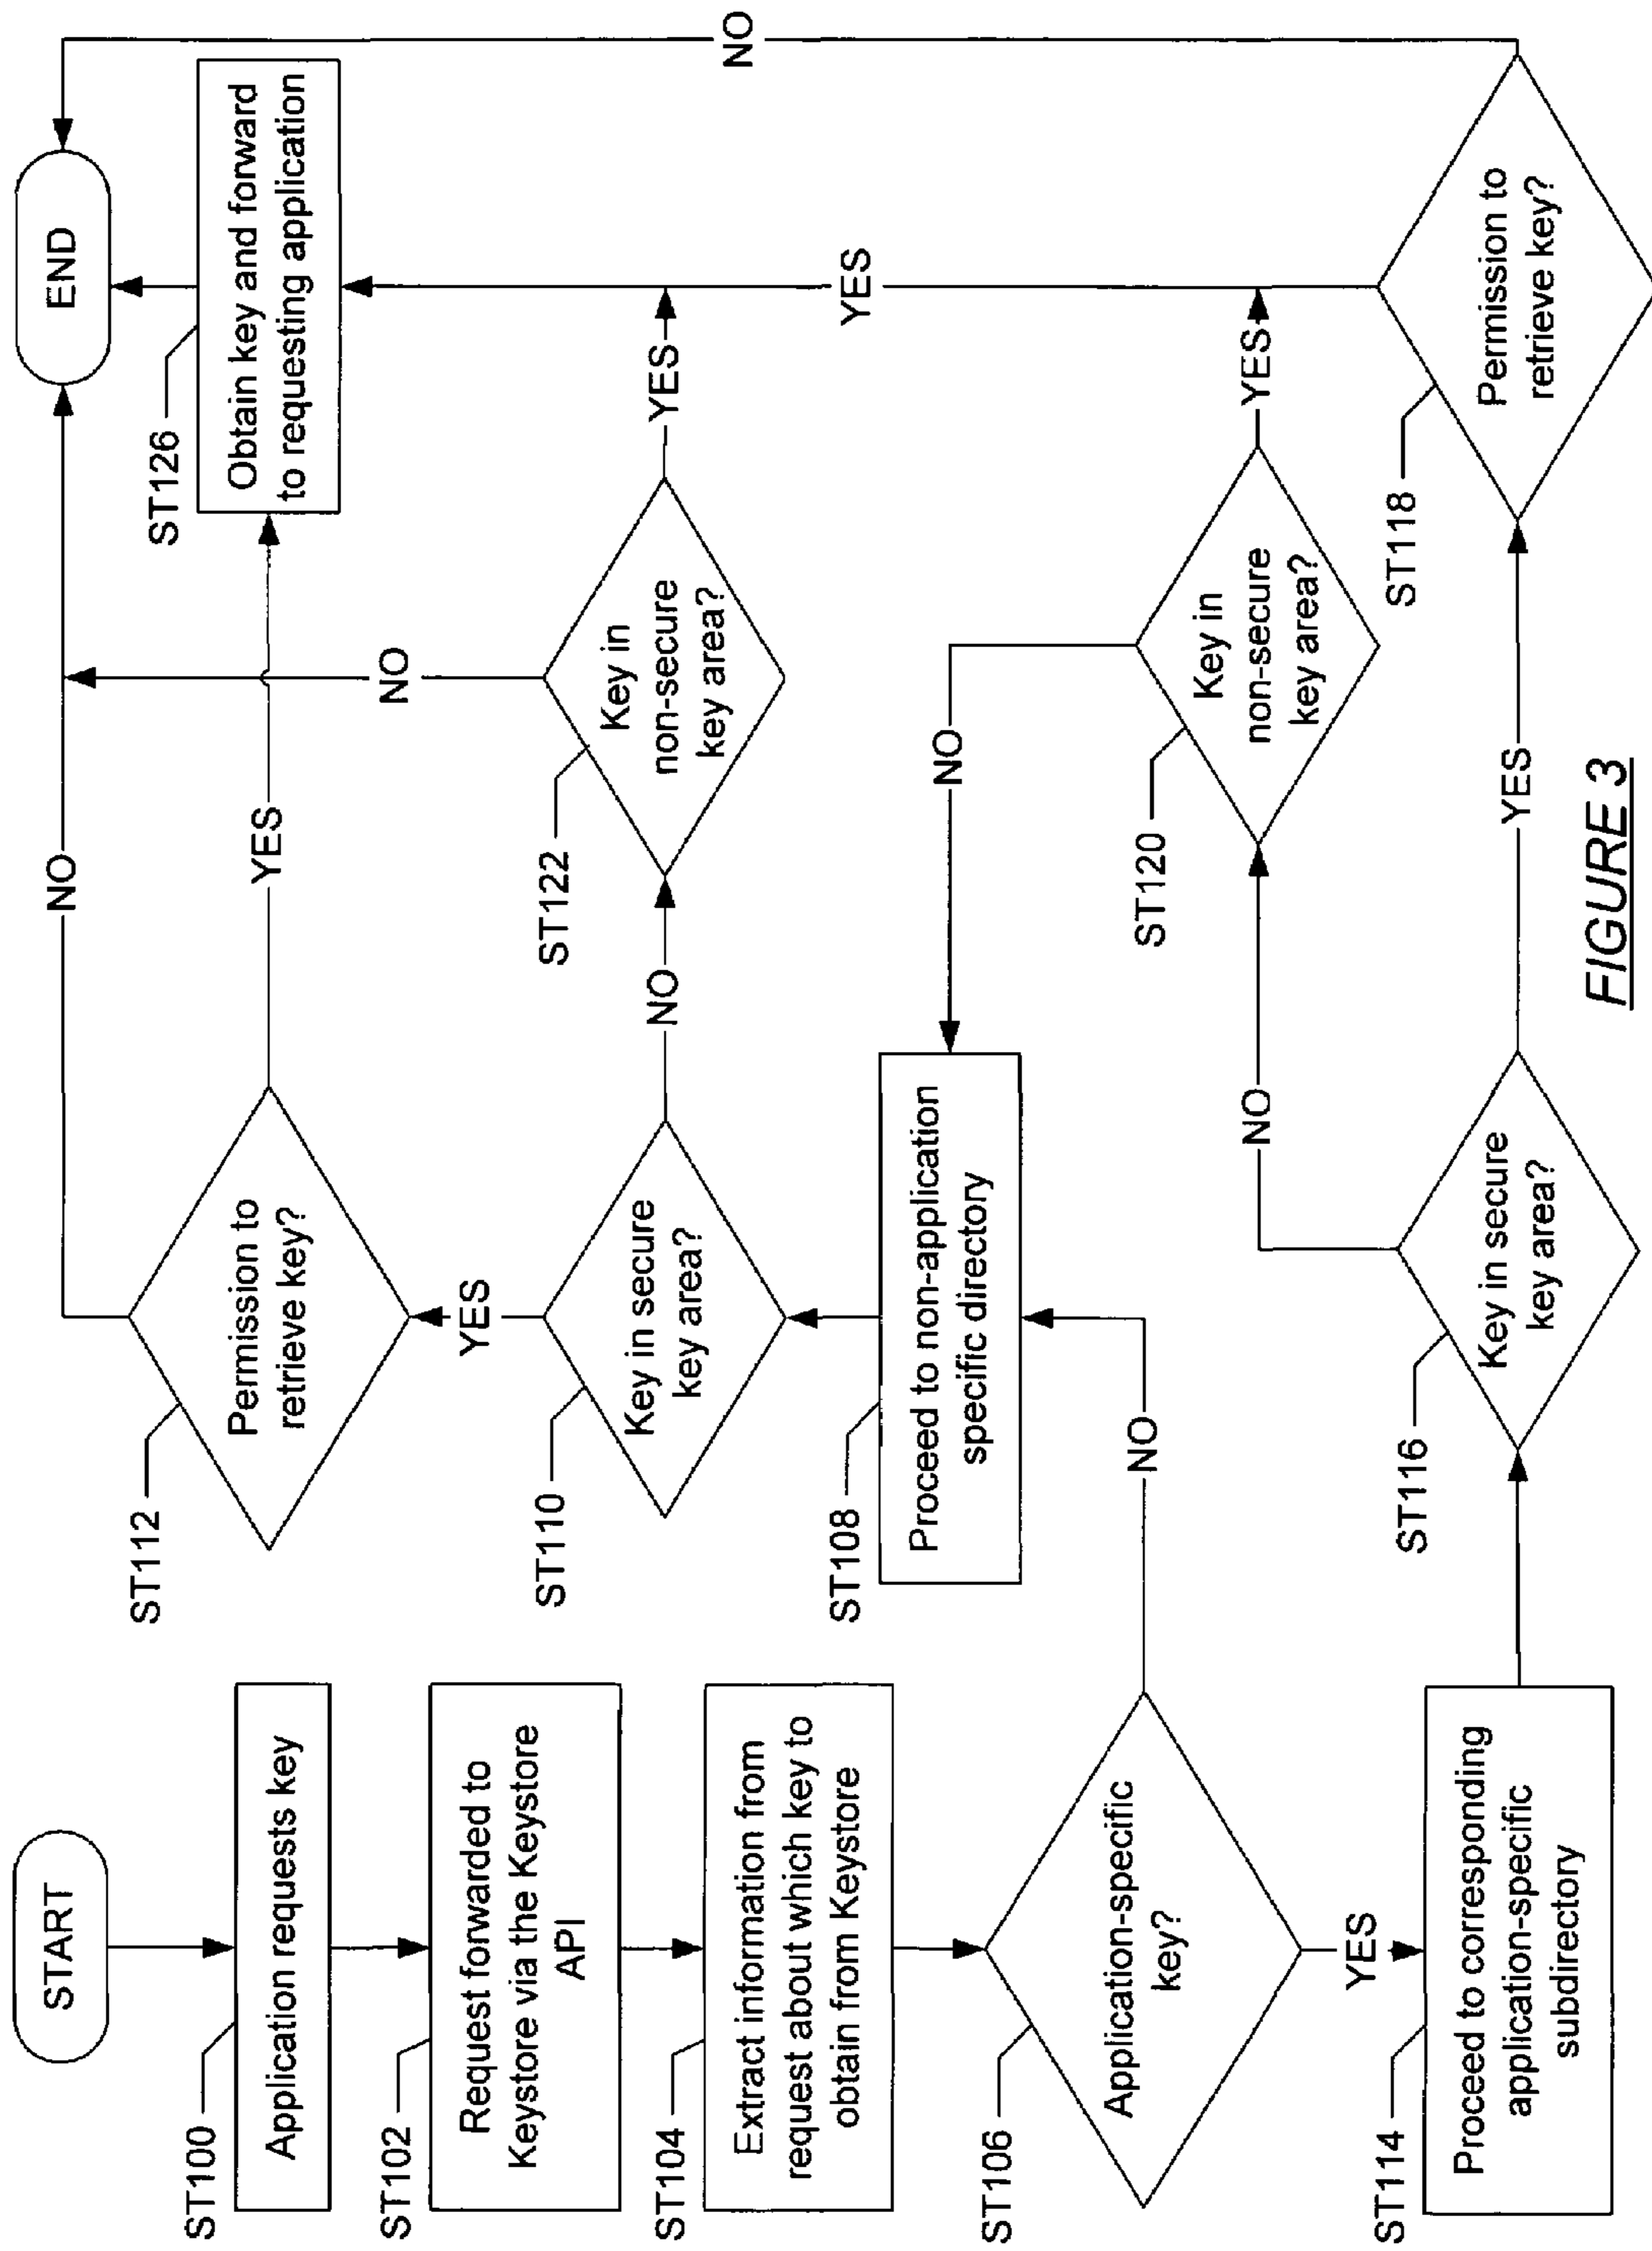 START
ST100
Application requests key
ST102
Request forwarded to
Keystore via the Keystore
API
ST104
Extract information from
request about which key to
obtain from Keystore
ST106
Application-specific
key?
YES
NO
ST114
Proceed to corresponding
application-specific
subdirectory
ST112
Permission to
retrieve key?
NO
YES
ST110
Key in secure
key area?
YES
NO
ST108
Proceed to non-application
specific directory
ST116
Key in secure
key area?
NO
YES
ST122
Key in
non-secure
key area?
NO
YES
ST120
Key in
non-secure
key area?
NO
YES
ST118
Permission to
retrieve key?
YES
NO
ST126
Obtain key and forward
to requesting application
END
FIGURE 3